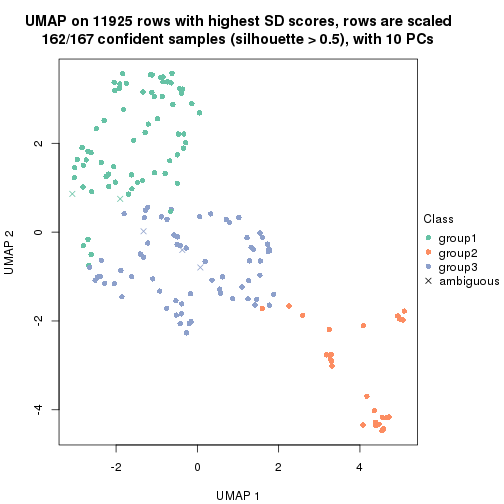 UMAP on 11925 rows with highest SD scores, rows are scaled
162/167 confident samples (silhouette > 0.5), with 10 PCs
2
0
-2
-4
UMAP 2
-2
0
2
4
UMAP 1
Class
group1
group2
group3
ambiguous